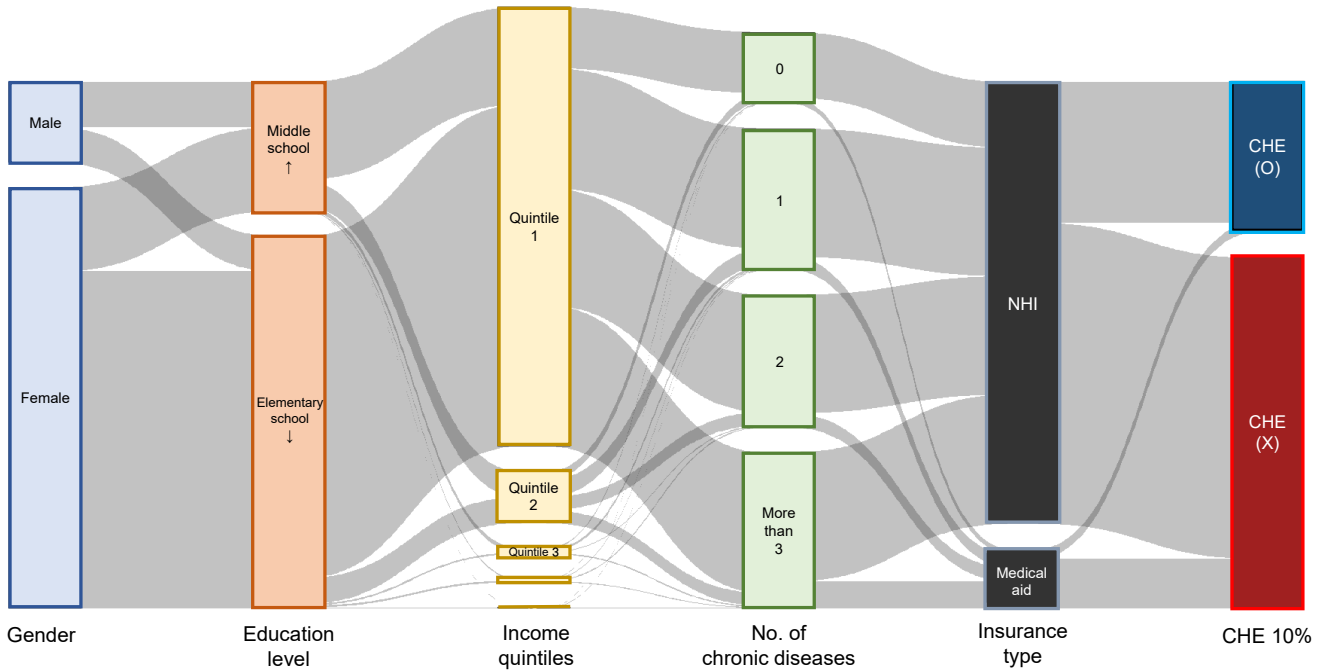 Male
Female
Middle
school
↑
Elementary
school
↓
Quintile
1
Quintile
2
Quintile 3
0
1
2
More
than
3
NHI
Medical
aid
CHE
(O)
CHE
(X)
Gender
Education
level
Income
quintiles
No. of
chronic diseases
Insurance
type
CHE 10%